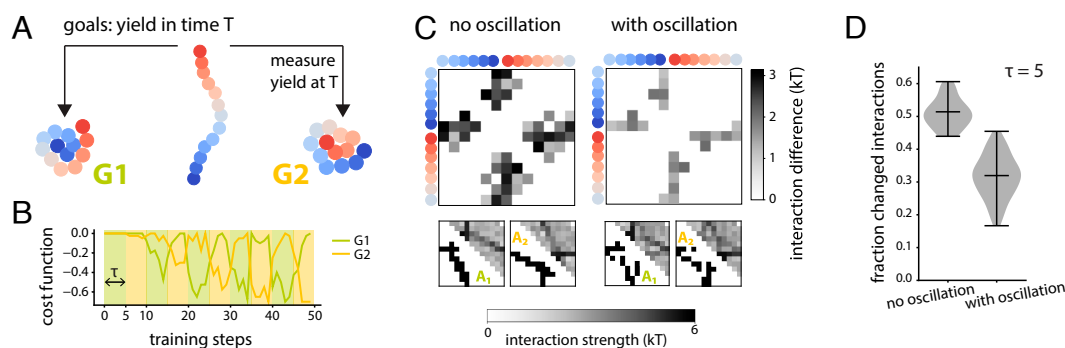 A
goals: yield in time T
measure
yield at T
G1
G2
B
cost function
0.0
−0.2
−0.4
−0.6
τ
0 5 10 20 30 40 50
training steps
G1
G2
C
no oscillation
with oscillation
3
2
1
0
interaction difference (kT)
A1
A2
A1
A2
0
6
interaction strength (kT)
D
τ = 5
fraction changed interactions
0.6
0.5
0.4
0.3
0.2
0.1
0.0
no oscillation
with oscillation